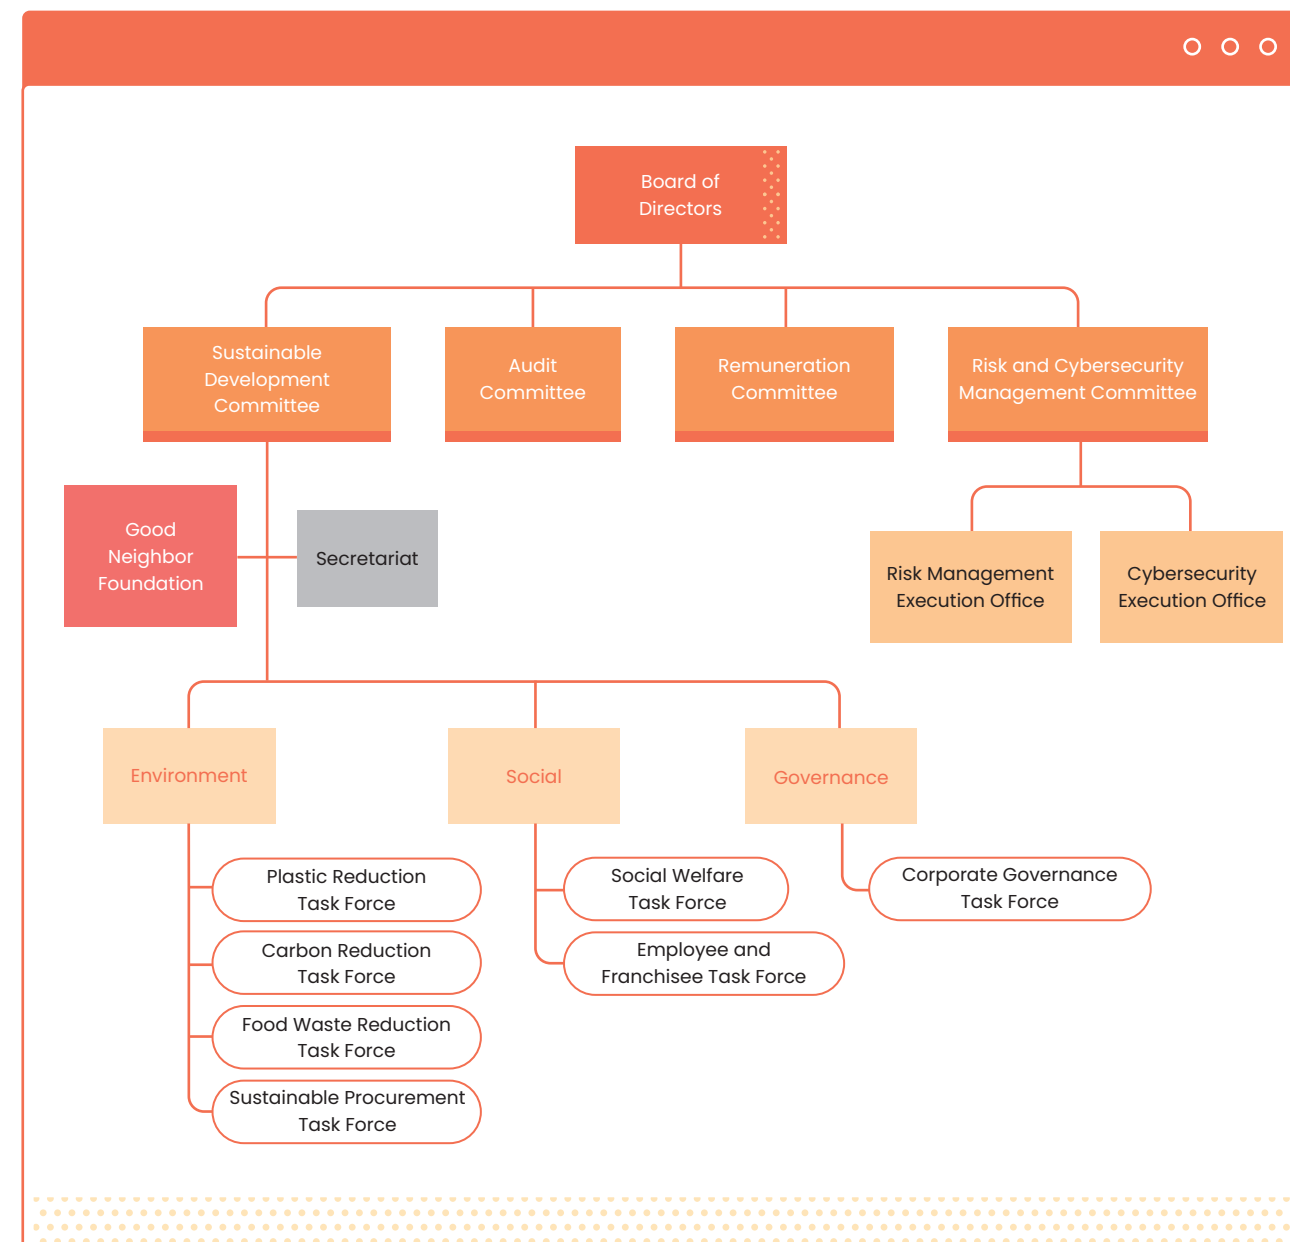 Board of
Directors
Sustainable
Development
Committee
Audit
Committee
Remuneration
Committee
Risk and Cybersecurity
Management Committee
Good
Neighbor
Foundation
Secretariat
Risk Management
Execution Office
Cybersecurity
Execution Office
Environment
Social
Governance
Plastic Reduction
Task Force
Carbon Reduction
Task Force
Food Waste Reduction
Task Force
Sustainable Procurement
Task Force
Social Welfare
Task Force
Employee and
Franchisee Task Force
Corporate Governance
Task Force